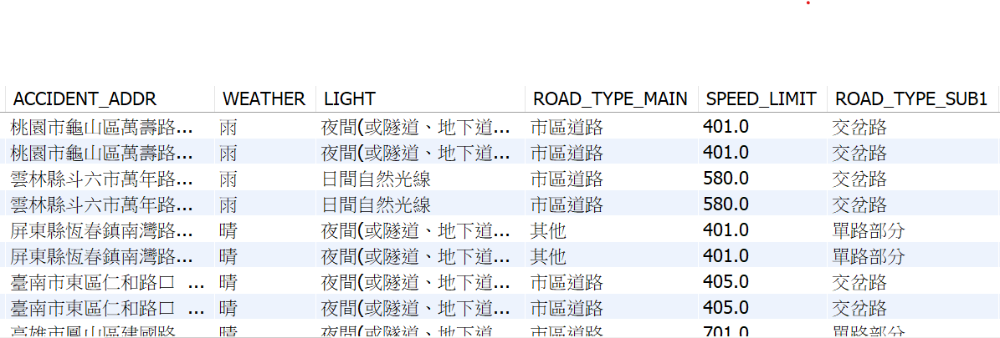 ACCIDENT_ADDR WEATHER LIGHT ROAD_TYPE_MAIN SPEED_LIMIT ROAD_TYPE_SUB1
桃園市龜山區萬壽路... 雨 夜間(或隧道、地下道... 市區道路 401.0 交岔路
桃園市龜山區萬壽路... 雨 夜間(或隧道、地下道... 市區道路 401.0 交岔路
雲林縣斗六市萬年路... 雨 日間自然光線 市區道路 580.0 交岔路
雲林縣斗六市萬年路... 雨 日間自然光線 市區道路 580.0 交岔路
屏東縣恆春鎮南灣路... 晴 夜間(或隧道、地下道... 其他 401.0 單路部分
屏東縣恆春鎮南灣路... 晴 夜間(或隧道、地下道... 其他 401.0 單路部分
臺南市東區仁和路口 ... 晴 夜間(或隧道、地下道... 市區道路 405.0 交岔路
臺南市東區仁和路口 ... 晴 夜間(或隧道、地下道... 市區道路 405.0 交岔路
高雄市鳳山區建國路... 晴 夜間(或隧道、地下道... 市區道路 701.0 單路部分